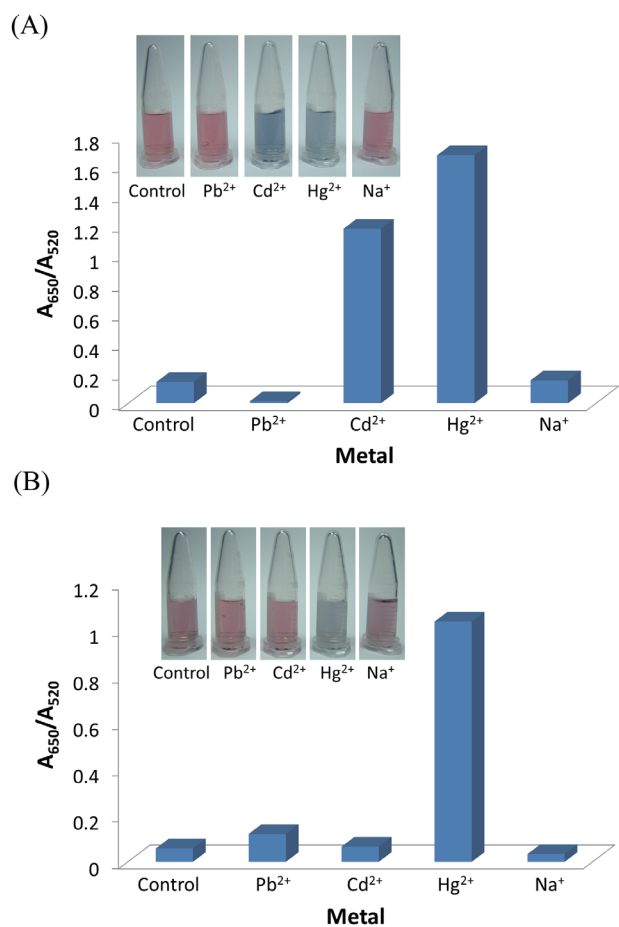 (A)
Control Pb²⁺ Cd²⁺ Hg²⁺ Na⁺
1.8
1.6
1.4
1.2
1
0.8
0.6
0.4
0.2
0
A₆₅₀/A₅₂₀
Control Pb²⁺ Cd²⁺ Hg²⁺ Na⁺
Metal
(B)
Control Pb²⁺ Cd²⁺ Hg²⁺ Na⁺
1.2
1
0.8
0.6
0.4
0.2
0
A₆₅₀/A₅₂₀
Control Pb²⁺ Cd²⁺ Hg²⁺ Na⁺
Metal